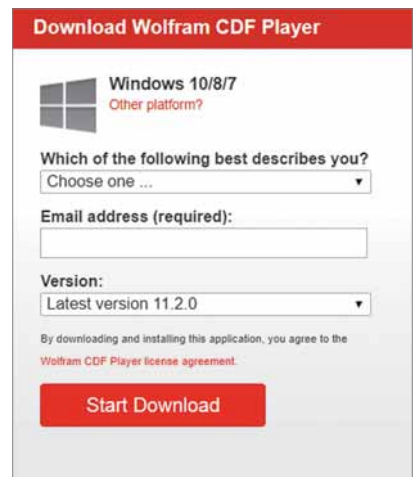 Download Wolfram CDF Player
Windows 10/8/7
Other platform?
Which of the following best describes you?
Choose one ...
Email address (required):
Version:
Latest version 11.2.0
By downloading and installing this application, you agree to the
Wolfram CDF Player license agreement.
Start Download